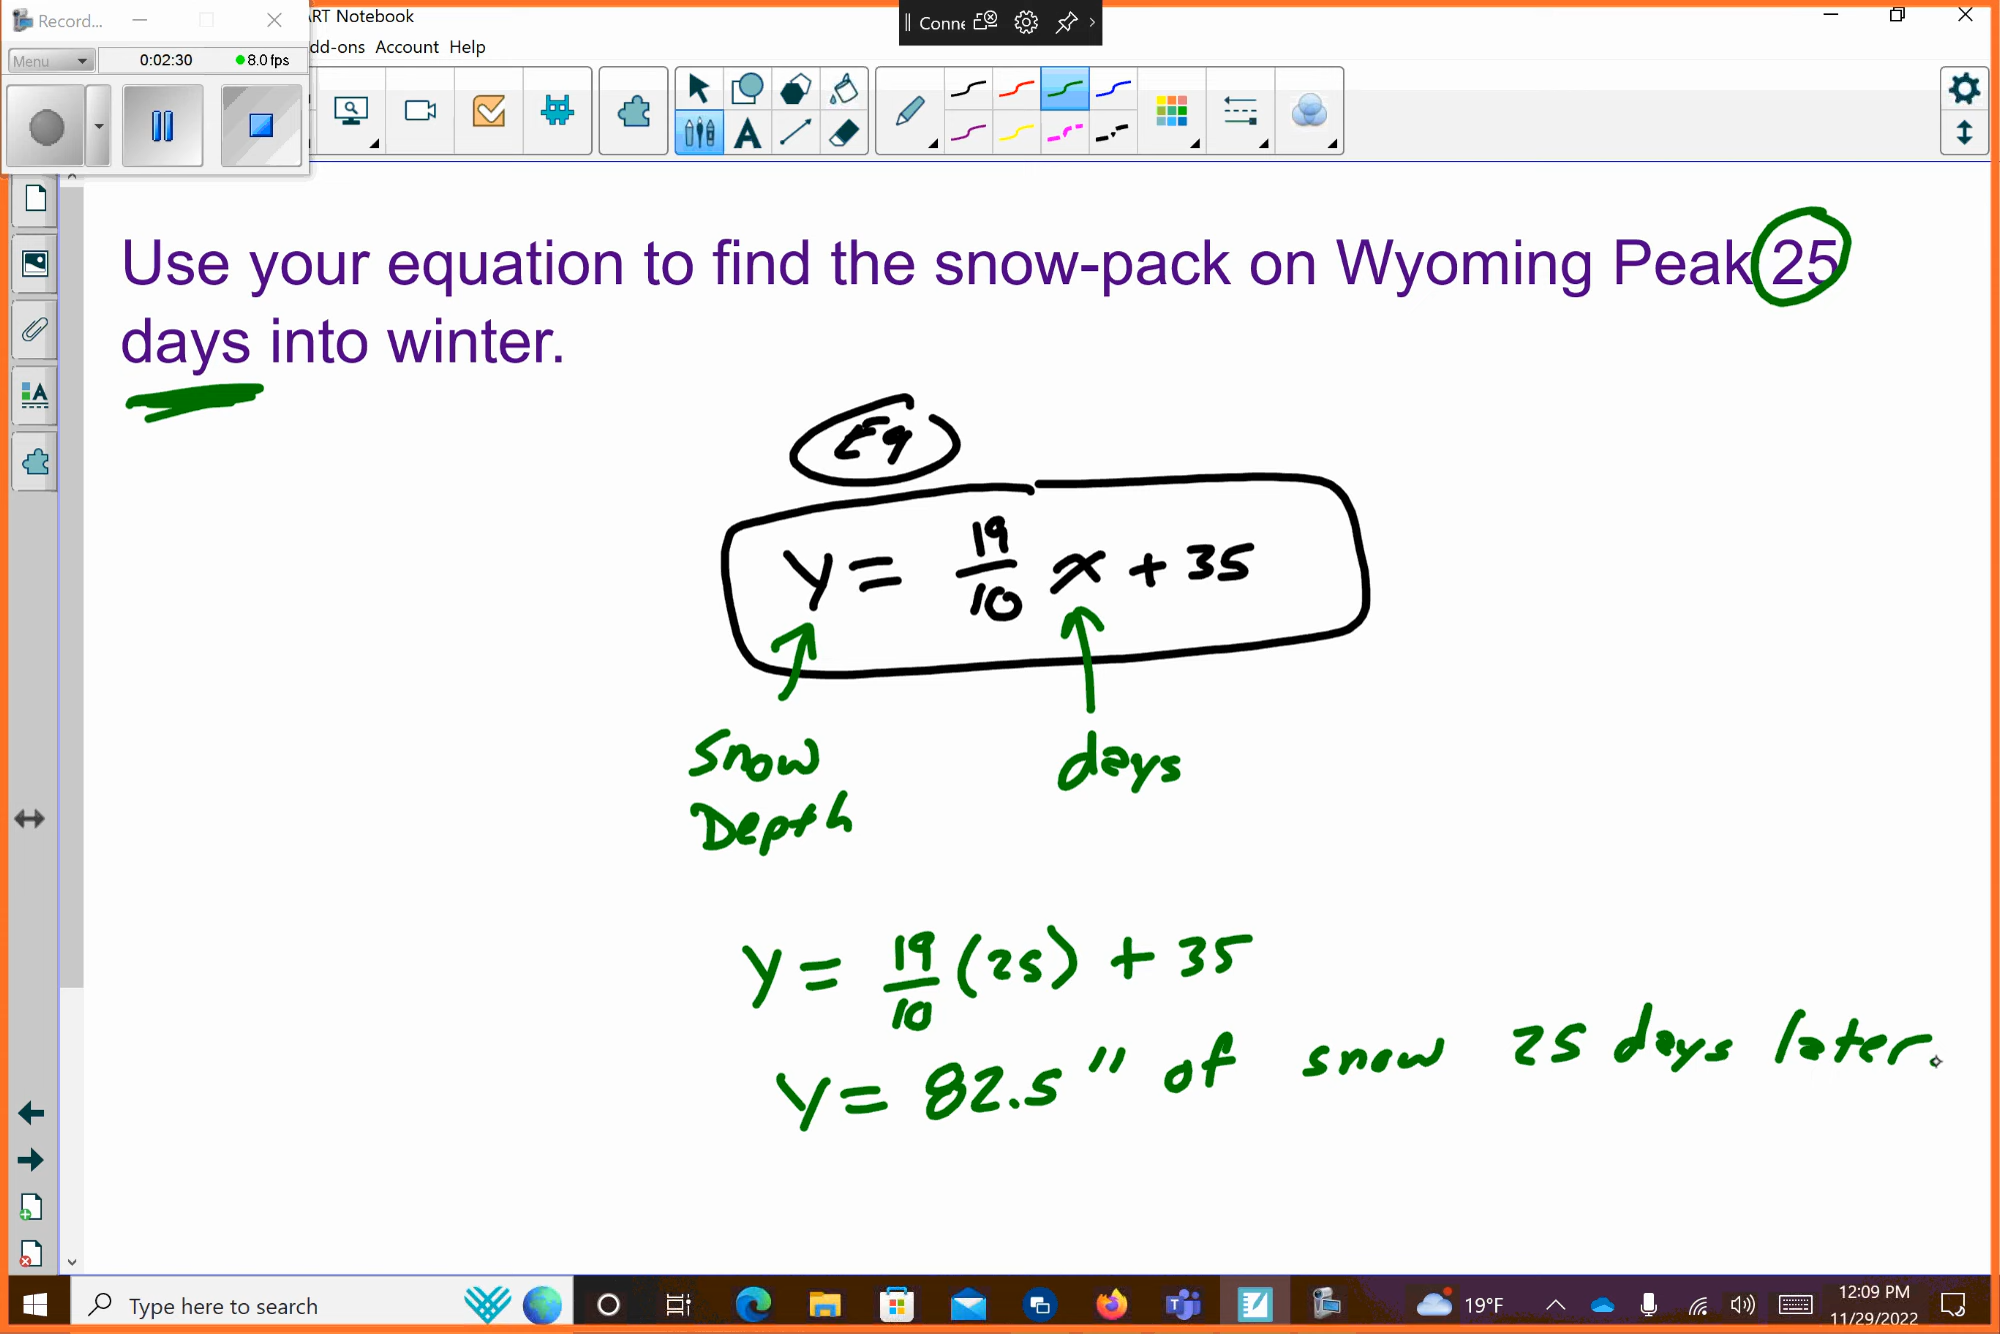 Record...
ART Notebook
Conne
dd-ons Account Help
Menu
0:02:30
8.0 fps
Use your equation to find the snow-pack on Wyoming Peak 25
days into winter.
Eq
y = 19/10 x + 35
Snow
Depth
days
y = 19/10 (25) + 35
y = 82.5" of snow 25 days later.
Type here to search
19°F
12:09 PM
11/29/2022